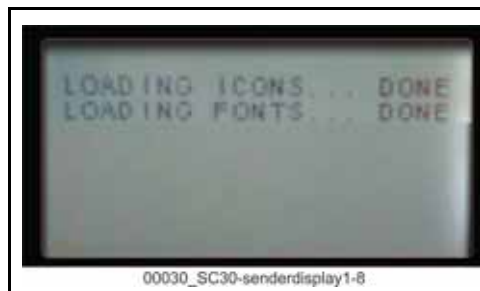 LOADING ICONS... DONE
LOADING FONTS... DONE
00030_SC30-senderdisplay1-8